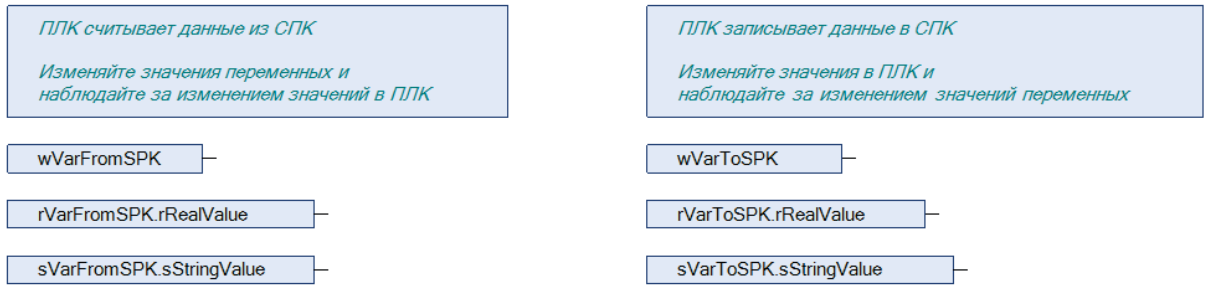 ПЛК считывает данные из СПК
Изменяйте значения переменных и
наблюдайте за изменением значений в ПЛК
wVarFromSPK
rVarFromSPK.rRealValue
sVarFromSPK.sStringValue
ПЛК записывает данные в СПК
Изменяйте значения в ПЛК и
наблюдайте за изменением значений переменных
wVarToSPK
rVarToSPK.rRealValue
sVarToSPK.sStringValue